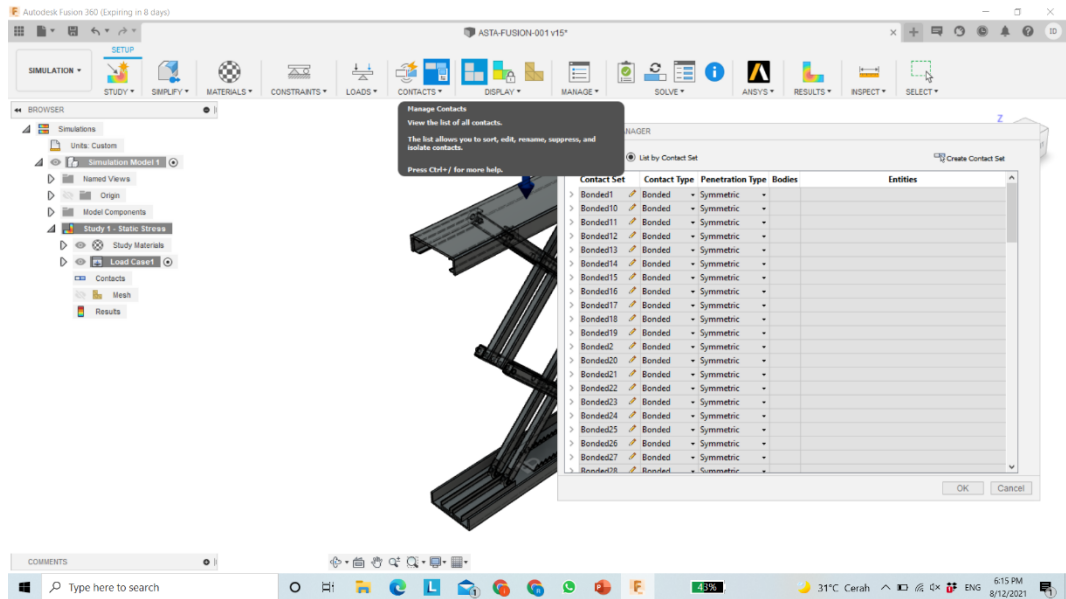 Autodesk Fusion 360 (Expiring in 8 days)
ASTA-FUSION-001 v15*
ID
SETUP
SIMULATION
STUDY
SIMPLIFY
MATERIALS
CONSTRAINTS
LOADS
CONTACTS
DISPLAY
MANAGE
SOLVE
ANSYS
RESULTS
INSPECT
SELECT
BROWSER
Simulations
Units: Custom
Simulation Model 1
Named Views
Origin
Model Components
Study 1 - Static Stress
Study Materials
Load Case1
Contacts
Mesh
Results
Manage Contacts
View the list of all contacts.
The list allows you to sort, edit, rename, suppress, and
isolate contacts.
Press Ctrl+/ for more help.
Z
List by Contact Set
Create Contact Set
Contact Set Contact Type Penetration Type Bodies Entities
Bonded1 Bonded Symmetric
Bonded10 Bonded Symmetric
Bonded11 Bonded Symmetric
Bonded12 Bonded Symmetric
Bonded13 Bonded Symmetric
Bonded14 Bonded Symmetric
Bonded15 Bonded Symmetric
Bonded16 Bonded Symmetric
Bonded17 Bonded Symmetric
Bonded18 Bonded Symmetric
Bonded19 Bonded Symmetric
Bonded2 Bonded Symmetric
Bonded20 Bonded Symmetric
Bonded21 Bonded Symmetric
Bonded22 Bonded Symmetric
Bonded23 Bonded Symmetric
Bonded24 Bonded Symmetric
Bonded25 Bonded Symmetric
Bonded26 Bonded Symmetric
Bonded27 Bonded Symmetric
Bonded28 Bonded Symmetric
OK Cancel
COMMENTS
Type here to search
43%
31°C Cerah
ENG
6:15 PM
8/12/2021